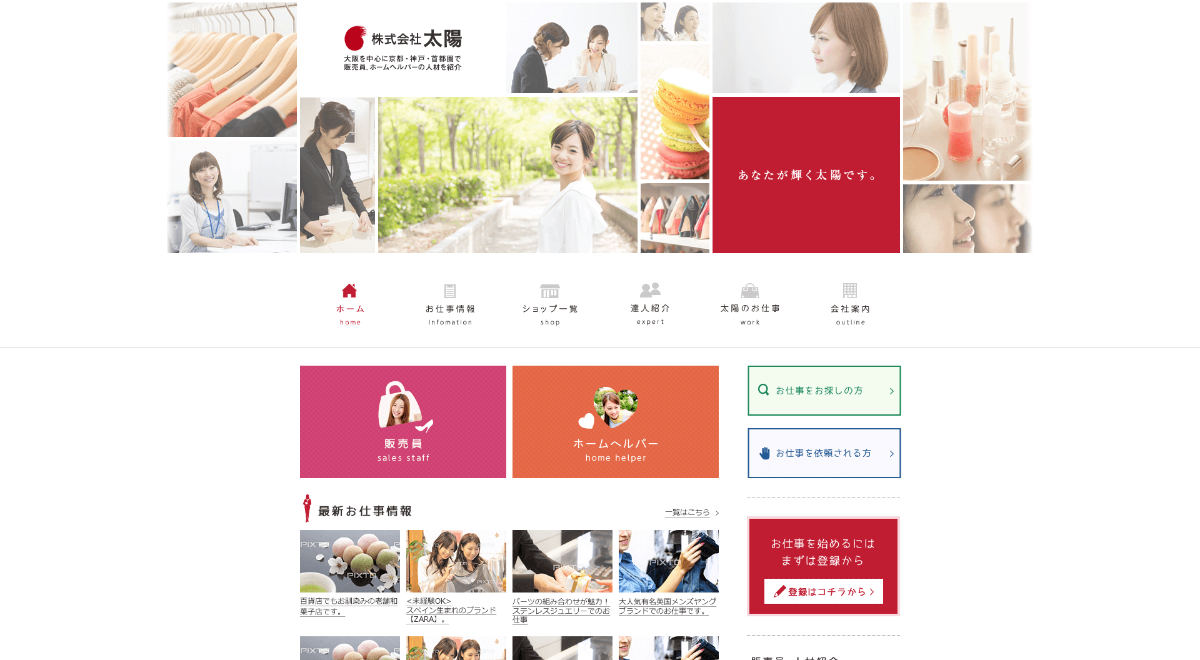 株式会社太陽
大阪を中心に京都・神戸・首都圏で
販売員、ホームヘルパーの人材を紹介
あなたが輝く太陽です。
ホーム
home
お仕事情報
infomation
ショップ一覧
shop
達人紹介
expert
太陽のお仕事
work
会社案内
outline
販売員
sales staff
ホームヘルパー
home helper
お仕事をお探しの方
お仕事を依頼される方
最新お仕事情報
一覧はこちら
お仕事を始めるには
まずは登録から
登録はコチラから
PIXTA
百貨店でもお馴染みの老舗和
菓子店です。
<未経験OK>
スペイン生まれのブランド
【ZARA】。
パーツの組み合わせが魅力！
ステンレスジュエリーでのお
仕事
大人気有名英国メンズヤング
ブランドでのお仕事です。